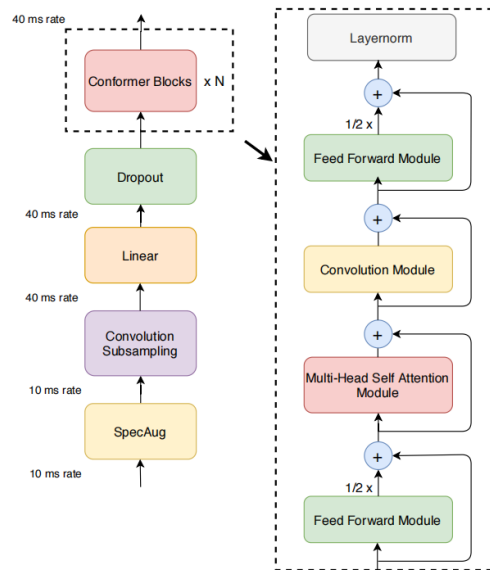 40 ms rate
Conformer Blocks
x N
Dropout
40 ms rate
Linear
40 ms rate
Convolution
Subsampling
10 ms rate
SpecAug
10 ms rate
Layernorm
+
1/2 x
Feed Forward Module
+
Convolution Module
+
Multi-Head Self Attention
Module
+
1/2 x
Feed Forward Module